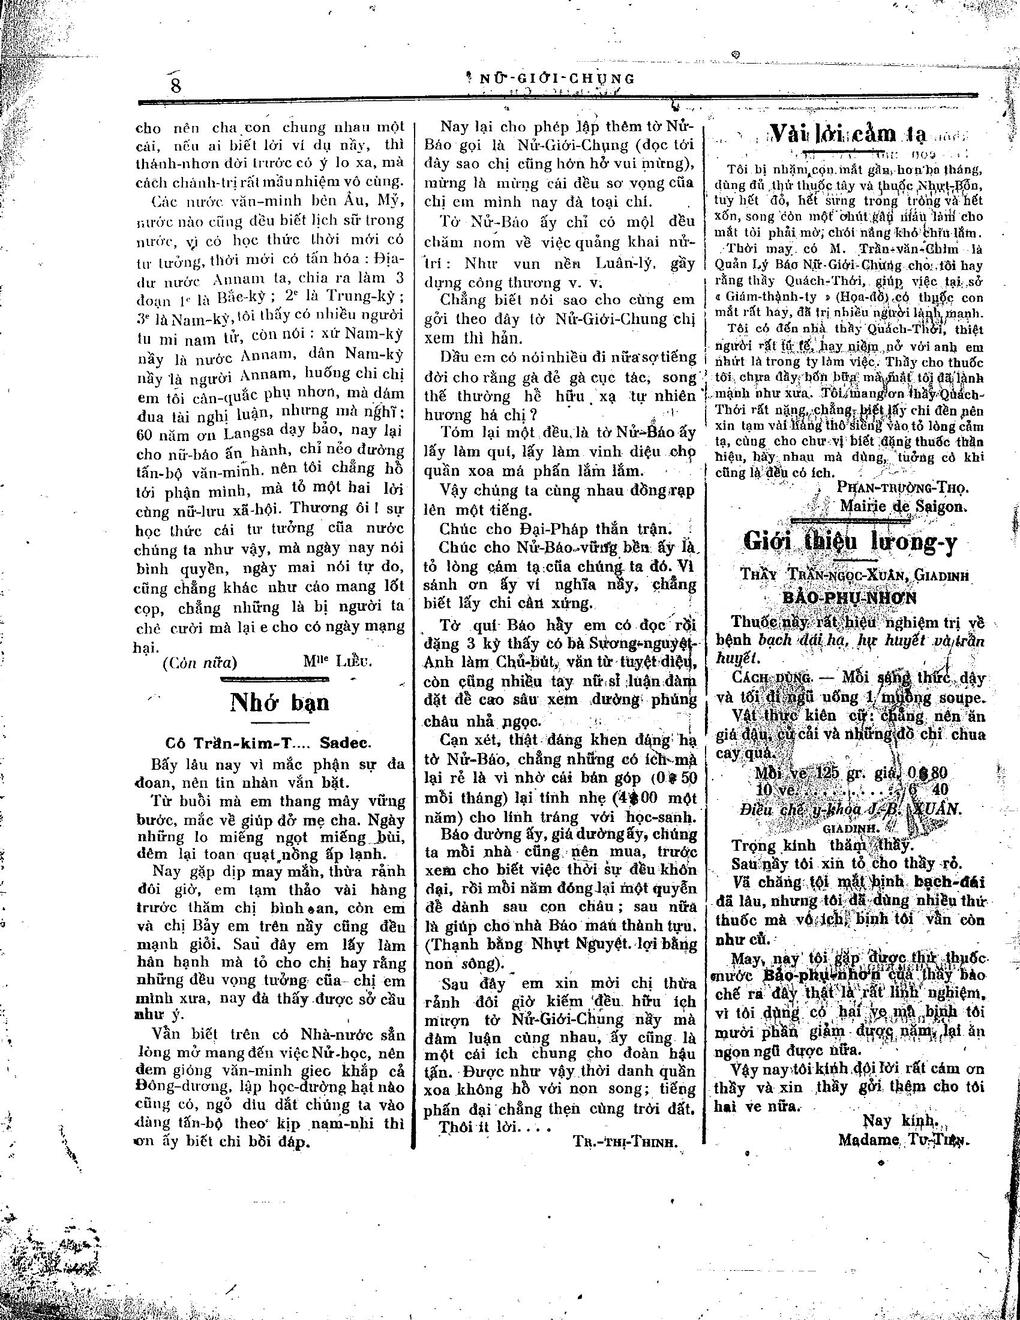 8
NỮ-GIỚI-CHUNG
cho nên cha con chung nhau một
cái, nếu ai biết lời ví dụ nầy, thì
thánh-nhơn đời trước có ý lo xa, mà
cách chánh-trị rất mầu nhiệm vô cùng.
Các nước văn-minh bên Âu, Mỹ,
nước nào cũng đều biết lịch sử trong
nước, vị có học thức thời mới có
tư tưởng, thời mới có tấn hóa: Địa-
dư nước Annam ta, chia ra làm 3
đoạn 1e là Bắc-kỳ; 2e là Trung-kỳ;
3e là Nam-kỳ, tôi thấy có nhiều người
tu mi nam tử, còn nói: xứ Nam-kỳ
nầy là nước Annam, dân Nam-kỳ
nầy là người Annam, huống chi chị
em tôi cân-quắc phụ nhơn, mà dám
đua tài nghị luận, nhưng mà nghĩ:
60 năm ơn Langsa dạy bảo, nay lại
cho nữ-báo ấn hành, chỉ nẻo đường
tấn-bộ văn-minh. nên tôi chẳng hổ
tới phận mình, mà tỏ một hai lời
cùng nữ-lưu xã-hội. Thương ôi! sự
học thức cái tư tưởng của nước
chúng ta như vậy, mà ngày nay nói
bình quyền, ngày mai nói tự do,
cũng chẳng khác như cáo mang lốt
cọp, chẳng những là bị người ta
chê cười mà lại e cho có ngày mạng
hại.
(Còn nữa) Mlle LIỄU.
Nhớ bạn
Cô Trần-kim-T.... Sadec.
Bấy lâu nay vì mắc phận sự đa
đoan, nên tin nhàn vắn bặt.
Từ buổi mà em thang mây vững
bước, mắc về giúp đỡ mẹ cha. Ngày
những lo miếng ngọt miếng bùi,
đêm lại toan quạt nồng ấp lạnh.
Nay gặp dịp may mắn, thừa rảnh
đôi giờ, em tạm thảo vài hàng
trước thăm chị bình an, còn em
và chị Bảy em trên nầy cũng đều
mạnh giỏi. Sau đây em lấy làm
hân hạnh mà tỏ cho chị hay rằng
những đều vọng tưởng của chị em
mình xưa, nay đà thấy được sở cầu
như ý.
Vẫn biết trên có Nhà-nước sẵn
lòng mở mang đến việc Nữ-học, nên
đem gióng văn-minh gieo khắp cả
Đông-dương, lập học-đường hạt nào
cũng có, ngỏ dìu dắt chúng ta vào
đàng tấn-bộ theo kịp nam-nhi thì
ơn ấy biết chi bồi đáp.
Nay lại cho phép lập thêm tờ Nữ-
Báo gọi là Nữ-Giới-Chung (đọc tới
đây sao chị cũng hớn hở vui mừng),
mừng là mừng cái đều sơ vọng của
chị em mình nay đà toại chí.
Tờ Nữ-Báo ấy chỉ có một đều
chăm nom về việc quảng khai nử-
trí: Như vun nền Luân-lý, gầy
dựng công thương v. v.
Chẳng biết nói sao cho cùng em
gởi theo đây tờ Nữ-Giới-Chung chị
xem thì hản.
Dầu em có nói nhiều đi nữa sợ tiếng
đời cho rằng gà đẻ gà cục tác, song
thế thường hễ hữu xạ tự nhiên
hương há chị?
Tóm lại một đều, là tờ Nữ-Báo ấy
lấy làm quí, lấy làm vinh diệu cho
quần xoa má phấn lắm lắm.
Vậy chúng ta cùng nhau đồng rạp
lên một tiếng.
Chúc cho Đại-Pháp thắn trận.
Chúc cho Nữ-Báo vững bền ấy là
tỏ lòng cám tạ của chúng ta đó. Vì
sánh ơn ấy ví nghĩa nầy, chẳng
biết lấy chi cân xứng.
Tờ quí Báo hầy em có đọc rồi
đặng 3 kỳ thấy có bà Sương-nguyệt-
Anh làm Chủ-bút, văn từ tuyệt diệu,
còn cũng nhiều tay nữ sĩ luận đàm
đặt để cao sâu xem dường phúng
châu nhả ngọc.
Cạn xét, thật đáng khen dáng hạ
tờ Nữ-Báo, chẳng những có ích mà
lại rẻ là vì nhờ cái bán góp (0$50
mỗi tháng) lại tính nhẹ (4$00 một
năm) cho lính tráng với học-sanh.
Báo dường ấy, giá dường ấy, chúng
ta mỗi nhà cũng nên mua, trước
xem cho biết việc thời sự đều khôn
dại, rồi mỗi năm đóng lại một quyển
để dành sau con cháu; sau nữa
là giúp cho nhà Báo mau thành tựu.
(Thạnh bằng Nhựt Nguyệt. lợi bằng
non sông).
Sau đây em xin mời chị thừa
rảnh đôi giờ kiếm đều hữu ích
mượn tờ Nữ-Giới-Chung nầy mà
đàm luận cùng nhau, ấy cũng là
một cái ích chung cho đoàn hậu
tấn. Được như vậy thời danh quần
xoa không hổ với non song; tiếng
phấn đại chẳng thẹn cùng trời đất.
Thôi ít lời....
TR.-THỊ-THINH.
Vài lời cảm tạ
Tôi bị nhặm con mắt gần hơn ba tháng,
dùng đủ thứ thuốc tây và thuốc Nhựt-Bổn,
tuy hết đỏ, hết sưng trong tròng và hết
xốn, song còn một chút gân máu làm cho
mắt tôi phải mờ, chói nắng khó chịu lắm.
Thời may có M. Trần-văn-Chim là
Quản Lý Báo Nữ-Giới-Chung cho tôi hay
rằng thầy Quách-Thới, giúp việc tại sở
« Giám-thành-ty » (Họa-đồ) có thuốc con
mắt rất hay, đã trị nhiều người lành mạnh.
Tôi có đến nhà thầy Quách-Thới, thiệt
người rất tử tế, hay niềm nở với anh em
nhứt là trong ty làm việc. Thầy cho thuốc
tôi, chưa đầy bốn bữa mà mắt tôi đã lành
mạnh như xưa. Tôi mang ơn thầy Quách-
Thới rất nặng, chẳng biết lấy chi đền nên
xin tạm vài hàng thô siểng vào tỏ lòng cảm
tạ, cùng cho chư vị biết đặng thuốc thần
hiệu, hầy nhau mà dùng, tưởng có khi
cũng là đều có ích.
PHAN-TRƯỜNG-THỌ.
Mairie de Saigon.
Giới thiệu lương-y
THẦY TRẦN-NGỌC-XUÂN, GIADINH
BẢO-PHỤ-NHƠN
Thuốc nầy rất hiệu nghiệm trị về
bệnh bạch đái hạ, hư huyết và trần
huyết.
CÁCH DÙNG. — Mỗi sáng thức dậy
và tối đi ngũ uống 1 muỗng soupe.
Vật thực kiên cữ: chẳng nên ăn
giá đậu, củ cải và những đồ chi chua
cay quá.
Mỗi ve 125 gr. giá 0$80
10 ve.......... 6 40
Điều chế y-khoa J.-B. XUÂN.
GIADINH.
Trọng kính thăm thầy.
Sau nầy tôi xin tỏ cho thầy rỏ.
Vả chăng tôi mắt bịnh bạch-đái
đã lâu, nhưng tôi đã dùng nhiều thứ
thuốc mà vô ích, bịnh tôi vẫn còn
như củ.
May, nay tôi gặp được thứ thuốc
nước Bảo-phụ-nhơn của thầy bào
chế ra đây thật là rất linh nghiệm,
vì tôi dùng có hai ve mà bịnh tôi
mười phần giảm được năm, lại ăn
ngon ngũ được nữa.
Vậy nay tôi kính đôi lời rất cám ơn
thầy và xin thầy gởi thêm cho tôi
hai ve nữa.
Nay kính.
Madame TƯ-TIỀN.